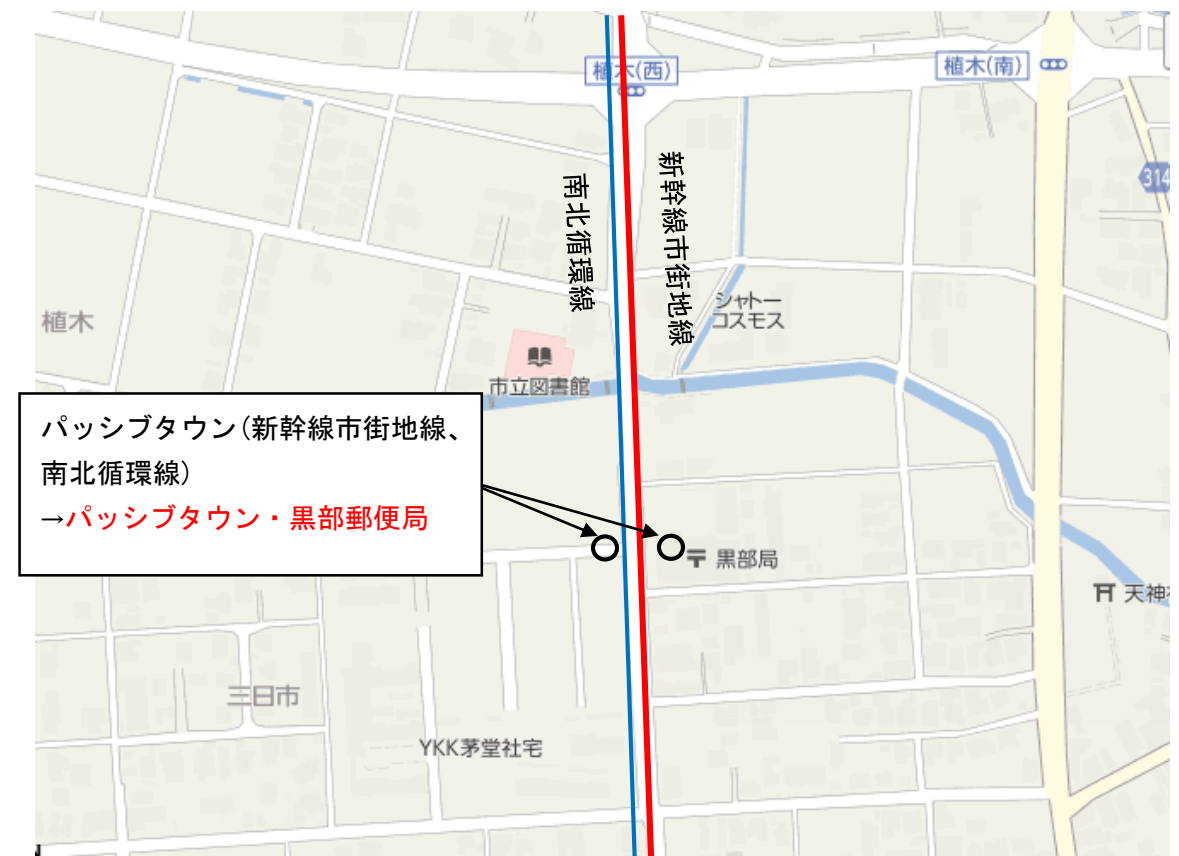 植木(西)
植木(南)
314
新幹線市街地線
南北循環線
シャトー
コスモス
植木
市立図書館
パッシブタウン(新幹線市街地線、
南北循環線)
→パッシブタウン・黒部郵便局
〒 黒部局
天神
三日市
YKK茅堂社宅